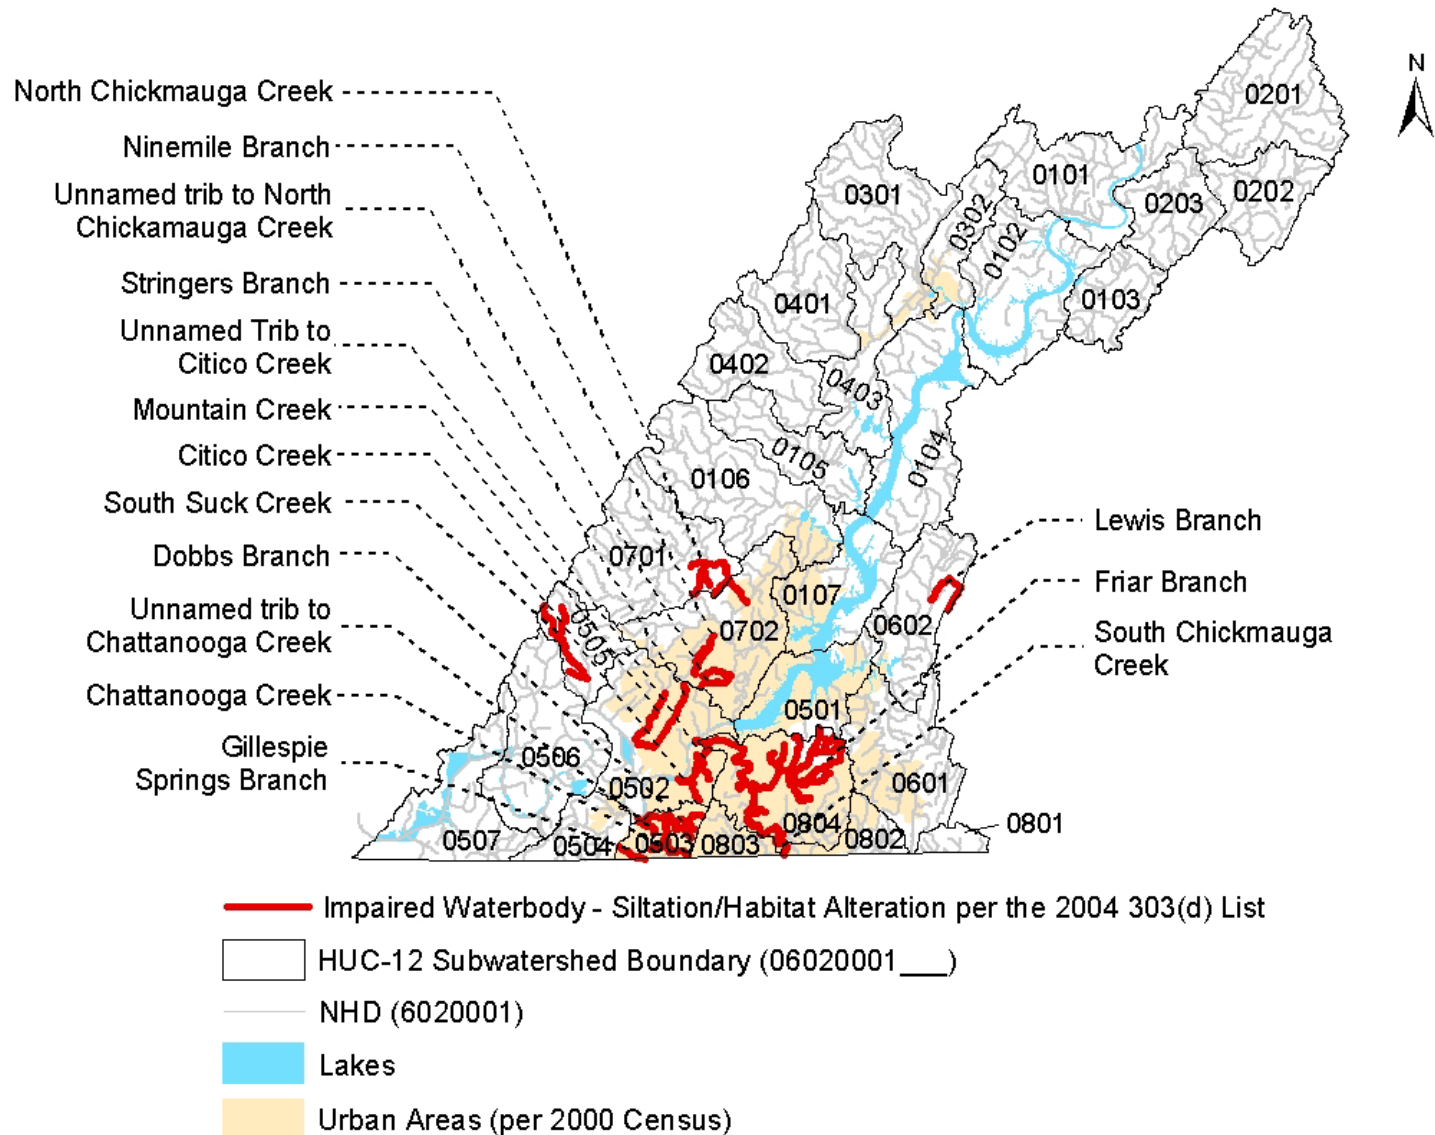 North Chickmauga Creek
Ninemile Branch
Unnamed trib to North
Chickamauga Creek
Stringers Branch
Unnamed Trib to
Citico Creek
Mountain Creek
Citico Creek
South Suck Creek
Dobbs Branch
Unnamed trib to
Chattanooga Creek
Chattanooga Creek
Gillespie
Springs Branch
N
0201
0101
0202
0203
0301
0302
0102
0103
0401
0402
0403
0104
0105
0106
0701
0107
0702
0602
0505
0501
0506
0502
0601
0507
0504
0503
0803
0804
0802
0801
Lewis Branch
Friar Branch
South Chickmauga
Creek
Impaired Waterbody - Siltation/Habitat Alteration per the 2004 303(d) List
HUC-12 Subwatershed Boundary (06020001___)
NHD (6020001)
Lakes
Urban Areas (per 2000 Census)